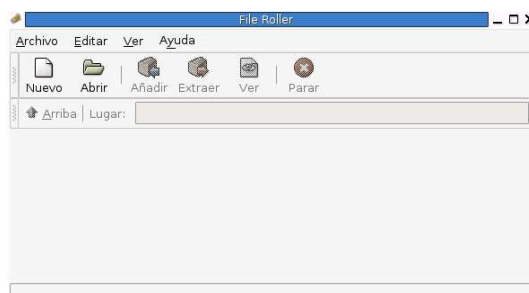 File Roller
Archivo Editar Ver Ayuda
Nuevo Abrir Añadir Extraer Ver Parar
Arriba Lugar: